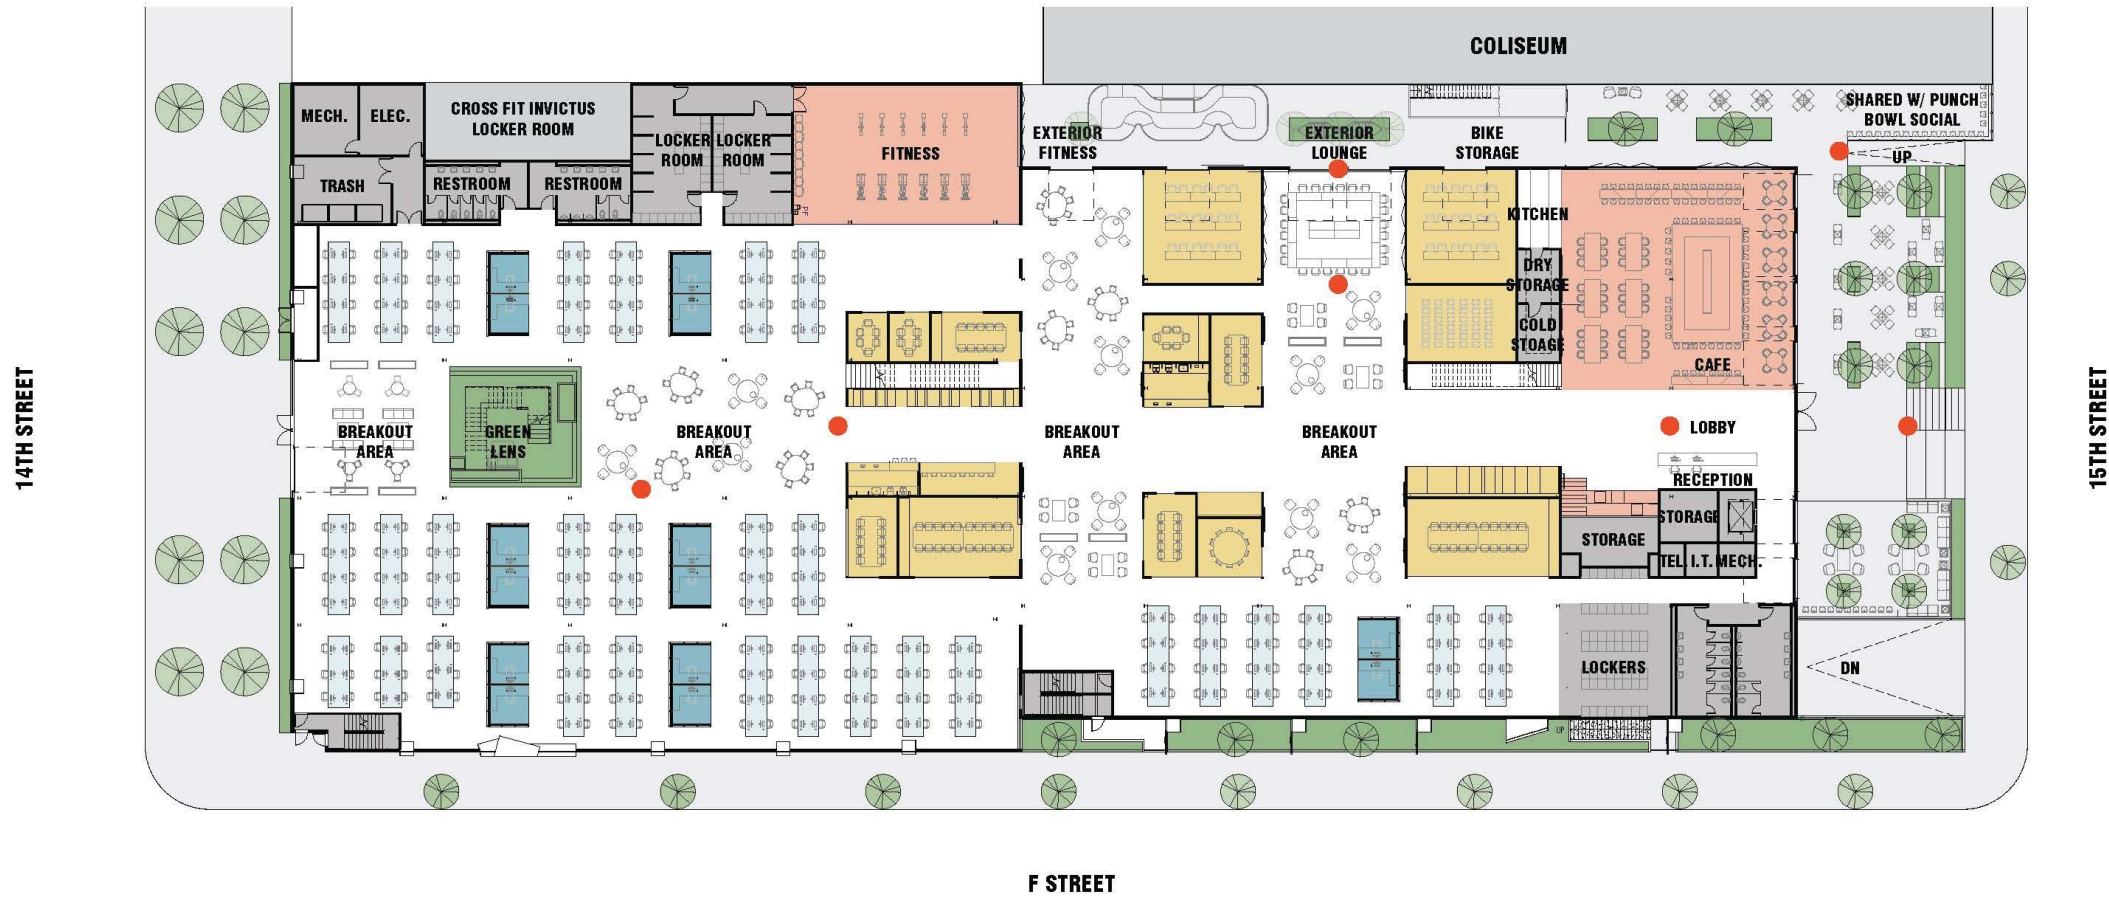 COLISEUM
MECH.
ELEC.
CROSS FIT INVICTUS
LOCKER ROOM
LOCKER
ROOM
LOCKER
ROOM
FITNESS
EXTERIOR
FITNESS
EXTERIOR
LOUNGE
BIKE
STORAGE
SHARED W/ PUNCH
BOWL SOCIAL
UP
TRASH
RESTROOM
RESTROOM
KITCHEN
DRY
STORAGE
COLD
STOAGE
CAFE
14TH STREET
BREAKOUT
AREA
GREEN
LENS
BREAKOUT
AREA
BREAKOUT
AREA
BREAKOUT
AREA
LOBBY
RECEPTION
15TH STREET
STORAGE
STORAGE
TEL.
I.T.
MECH.
LOCKERS
DN
UP
F STREET